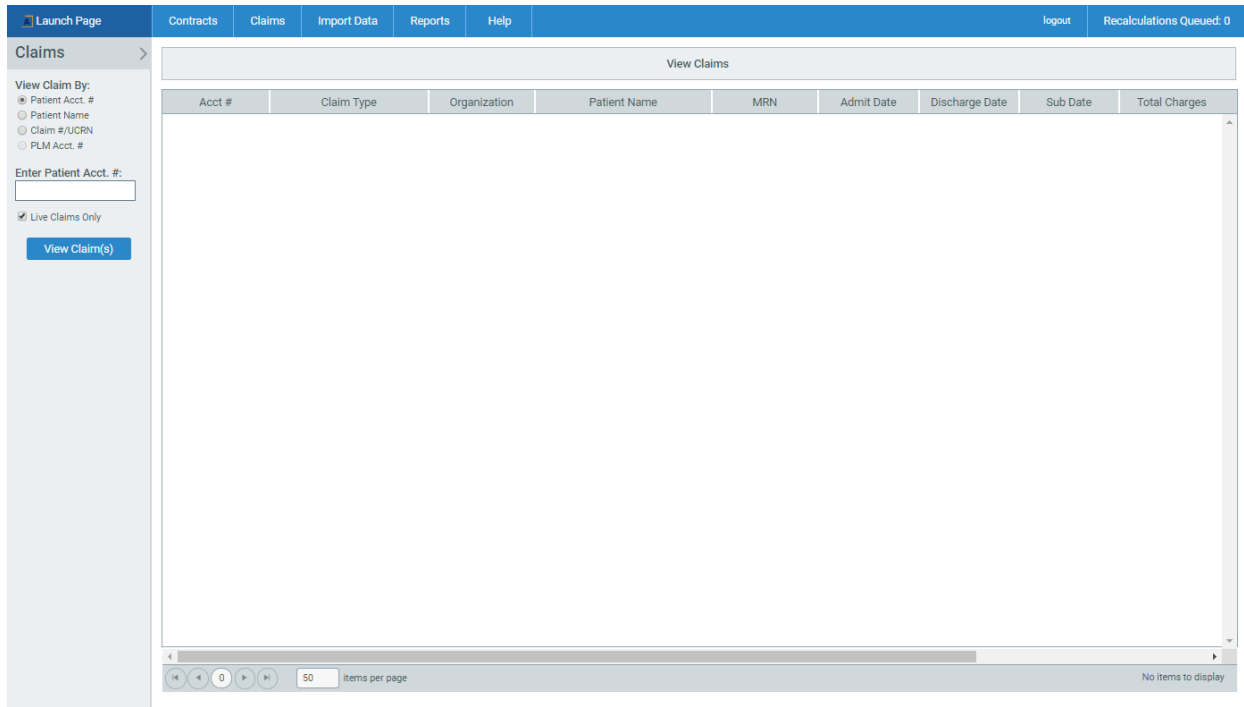 Launch Page
Contracts Claims Import Data Reports Help logout Recalculations Queued: 0
Claims
View Claim By:
Patient Acct. #
Patient Name
Claim #/UCRN
PLM Acct. #
Enter Patient Acct. #:
Live Claims Only
View Claim(s)
View Claims
Acct # Claim Type Organization Patient Name MRN Admit Date Discharge Date Sub Date Total Charges
0 50 items per page No items to display